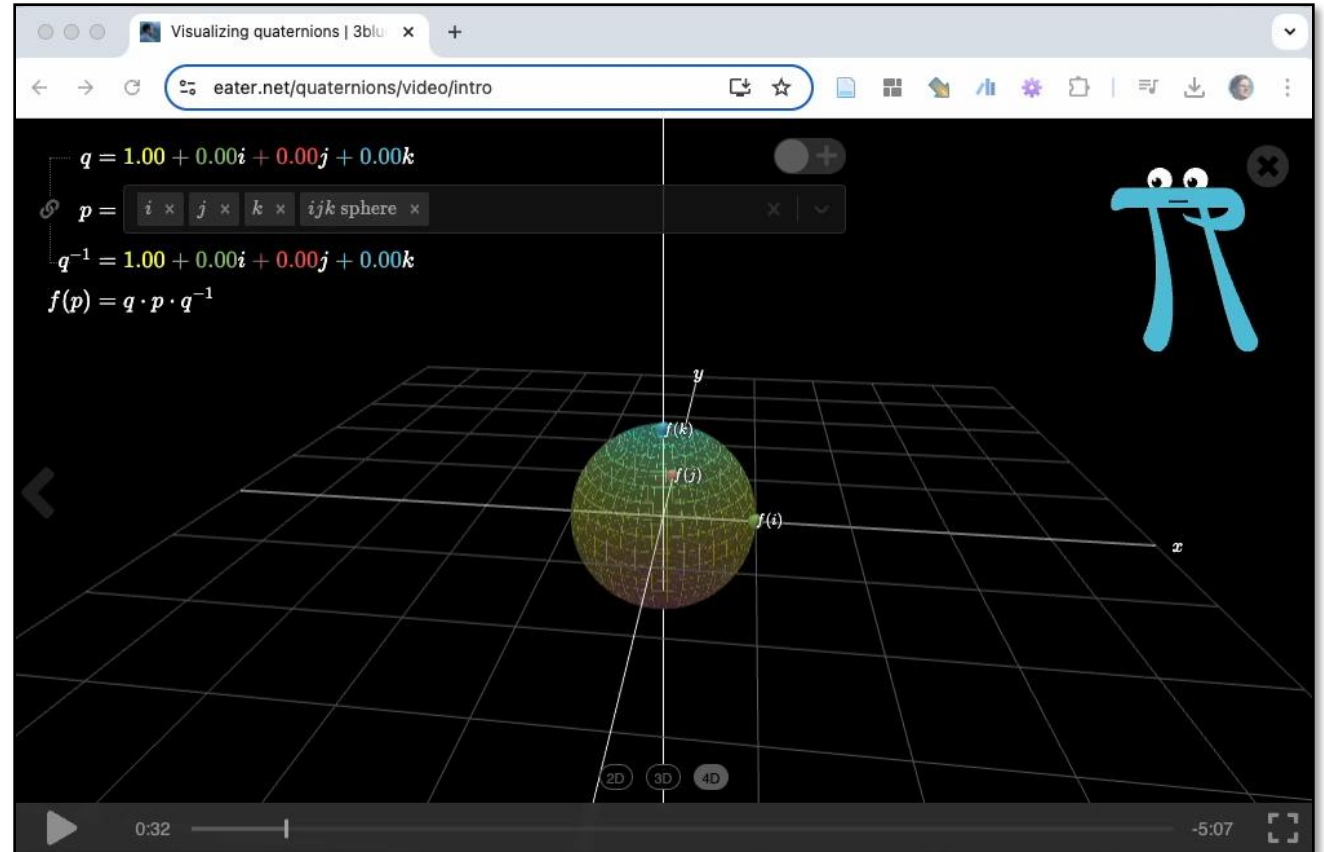 Visualizing quaternions | 3blu
eater.net/quaternions/video/intro
q = 1.00 + 0.00i + 0.00j + 0.00k
p = i × j × k × ijk sphere ×
q⁻¹ = 1.00 + 0.00i + 0.00j + 0.00k
f(p) = q · p · q⁻¹
y
f(k)
f(j)
f(i)
x
2D 3D 4D
0:32 -5:07